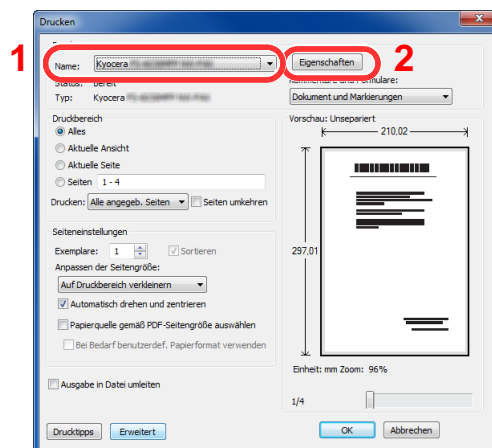 Drucken
1
2
Name:
Kyocera
Eigenschaften
Status:
Bereit
Kommentare und Formulare:
Typ:
Kyocera
Dokument und Markierungen
Druckbereich
Alles
Aktuelle Ansicht
Aktuelle Seite
Seiten
1 - 4
Drucken:
Alle angegeb. Seiten
Seiten umkehren
Seiteneinstellungen
Exemplare:
1
Sortieren
Anpassen der Seitengröße:
Auf Druckbereich verkleinern
Automatisch drehen und zentrieren
Papierquelle gemäß PDF-Seitengröße auswählen
Bei Bedarf benutzerdef. Papierformat verwenden
Ausgabe in Datei umleiten
Drucktipps
Erweitert
Vorschau: Unsepariert
210,02
297,01
Einheit: mm Zoom: 96%
1/4
OK
Abbrechen